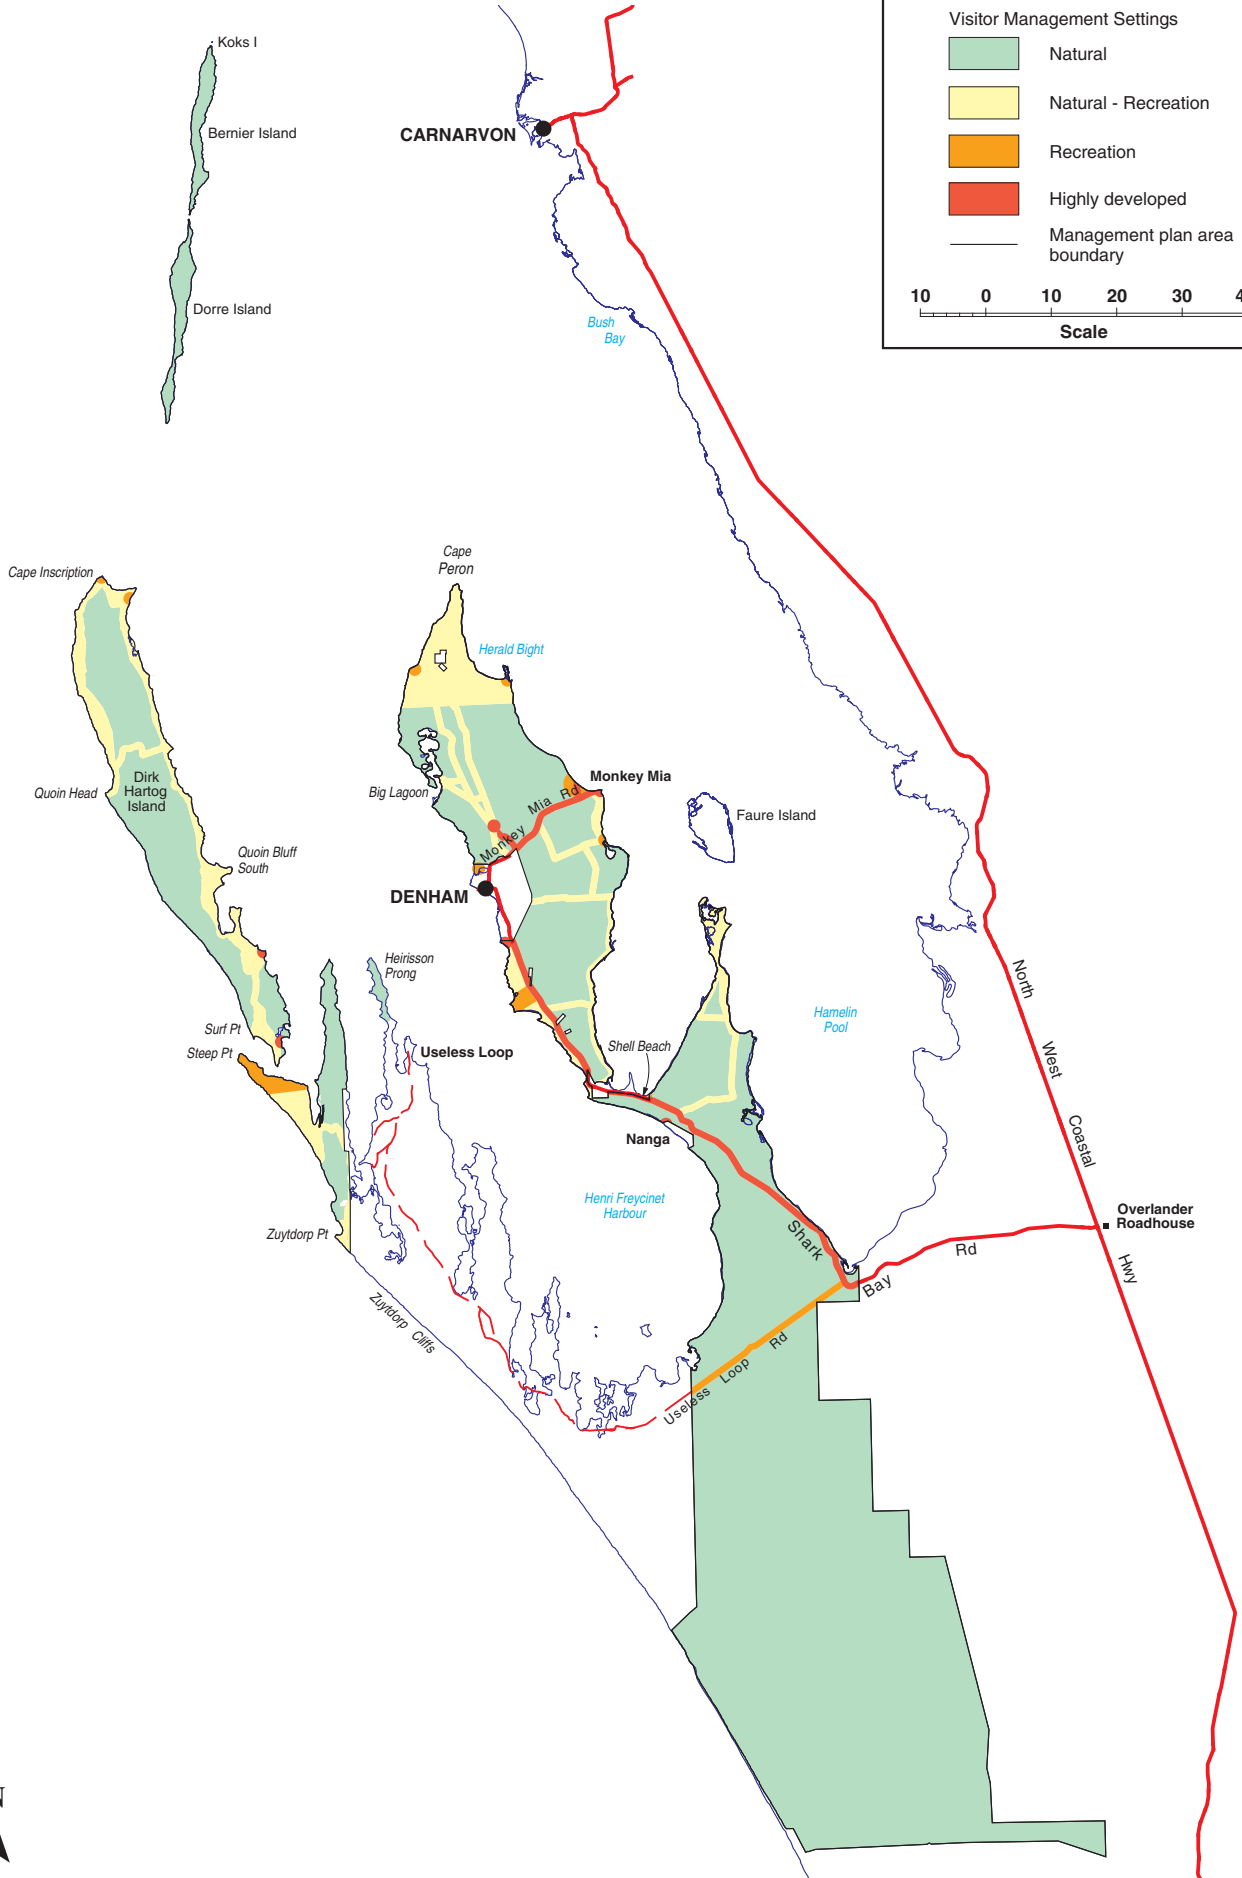 Visitor Management Settings
Natural
Natural - Recreation
Recreation
Highly developed
Management plan area
boundary
10 0 10 20 30
Scale
Koks I
Bernier Island
CARNARVON
Dorre Island
Bush
Bay
Cape
Peron
Cape Inscription
Herald Bight
Monkey Mia
Dirk
Hartog
Island
Quoin Head
Big Lagoon
Monkey Mia Rd
Faure Island
Quoin Bluff
South
DENHAM
Heirisson
Prong
North West Coastal Hwy
Hamelin
Pool
Surf Pt
Steep Pt
Useless Loop
Shell Beach
Nanga
Henri Freycinet
Harbour
Zuytdorp Pt
Overlander
Roadhouse
Shark Bay Rd
Zuytdorp Cliffs
Useless Loop Rd